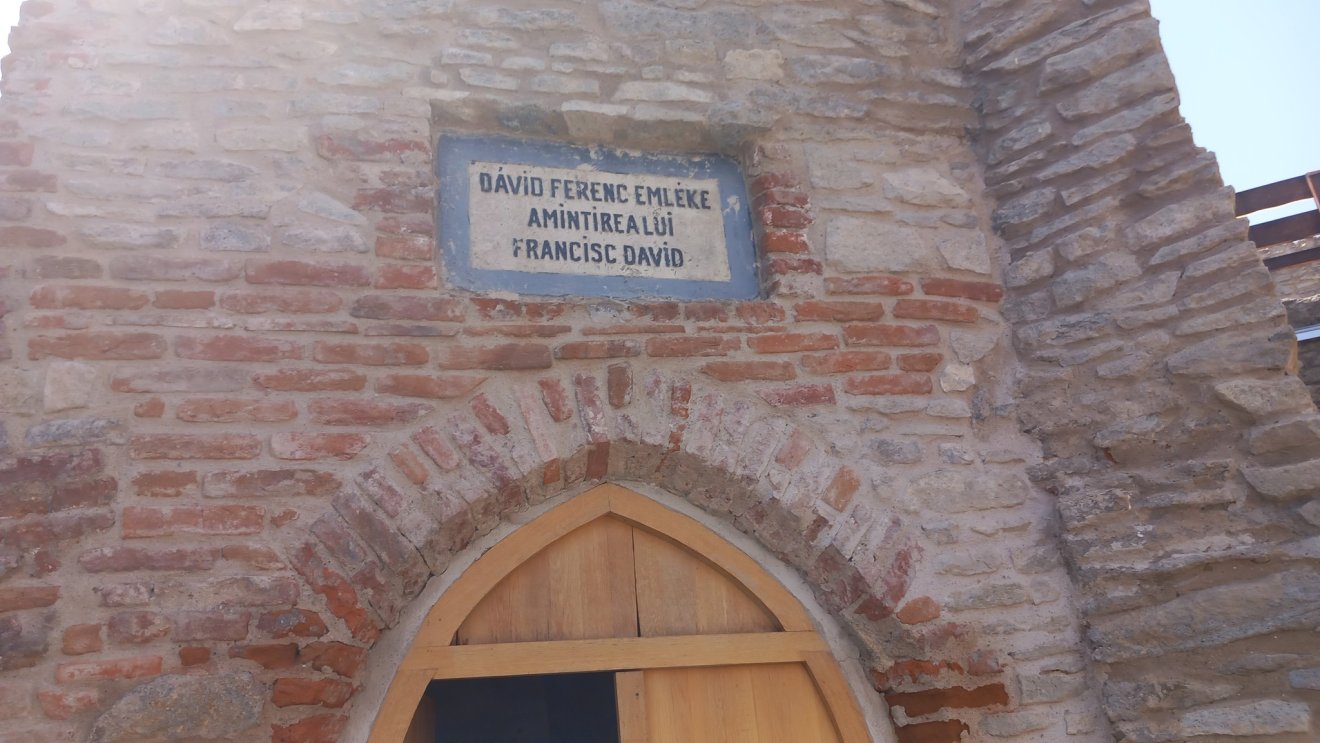 DÁVID FERENC EMLÉKE
AMINTIREA LUI
FRANCISC DAVID